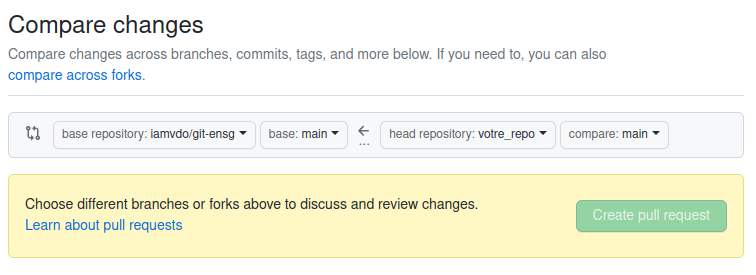 Compare changes
Compare changes across branches, commits, tags, and more below. If you need to, you can also
compare across forks.
base repository: iamvdo/git-ensg base: main ... head repository: votre_repo compare: main
Choose different branches or forks above to discuss and review changes.
Learn about pull requests
Create pull request